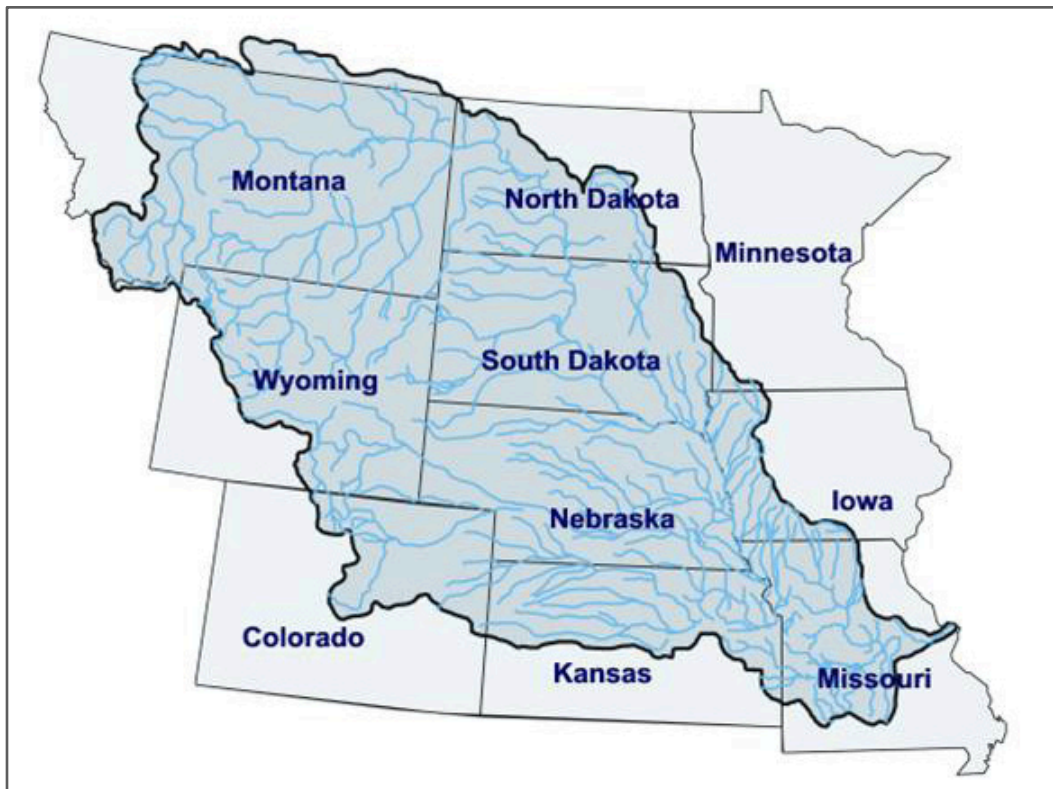 Montana
North Dakota
Minnesota
South Dakota
Wyoming
Iowa
Nebraska
Colorado
Kansas
Missouri